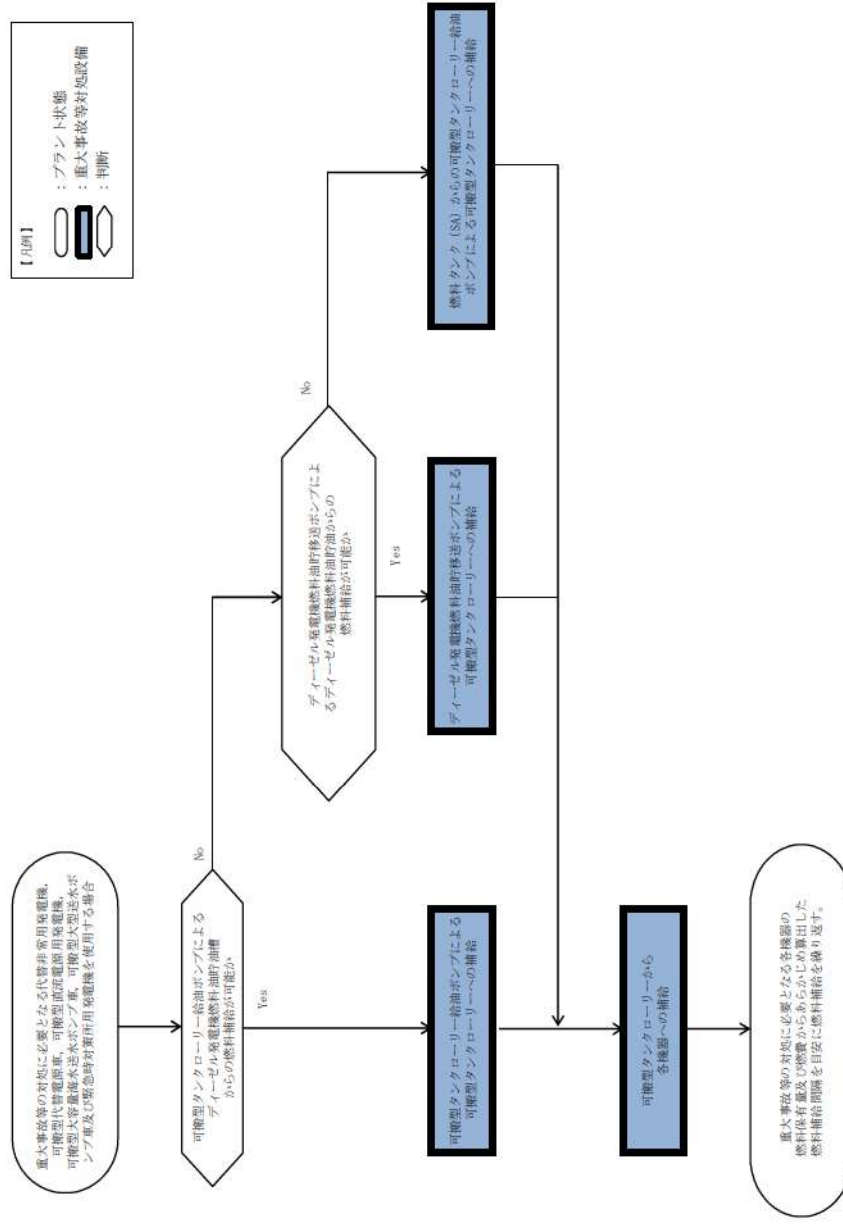 重大事故等の対処に必要となる代替非常用発電機，
可搬型代替電源車，可搬型直流電源用発電機，
可搬型大容量海水送水ポンプ車，可搬型大型送水ポ
ンプ車及び緊急時対策所用発電機を使用する場合
可搬型タンクローリー給油ポンプによる
ディーゼル発電機燃料油貯油槽
からの燃料補給が可能か
No
Yes
ディーゼル発電機燃料油貯移送ポンプによ
るディーゼル発電機燃料油貯油からの
燃料補給が可能か
No
Yes
可搬型タンクローリー給油ポンプによる
可搬型タンクローリーへの補給
ディーゼル発電機燃料油貯移送ポンプによる
可搬型タンクローリーへの補給
燃料タンク（SA）からの可搬型タンクローリー給油
ポンプによる可搬型タンクローリーへの補給
可搬型タンクローリーから
各機器への補給
重大事故等の対処に必要となる各機器の
燃料保有量及び燃費からあらかじめ算出した
燃料補給間隔を目安に燃料補給を繰り返す。
【凡例】
：プラント状態
：重大事故等対処設備
：判断